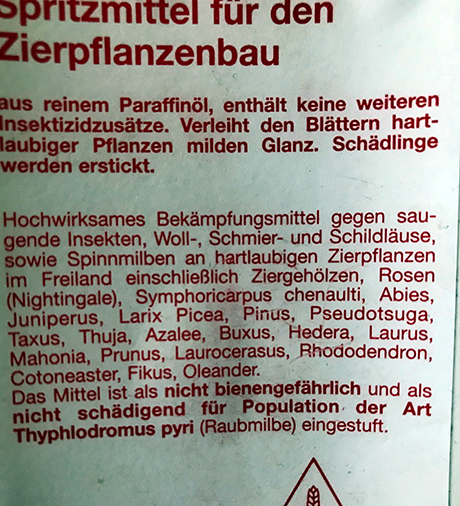 Spritzmittel für den
Zierpflanzenbau
aus reinem Paraffinöl, enthält keine weiteren
Insektizidzusätze. Verleiht den Blättern hart-
laubiger Pflanzen milden Glanz. Schädlinge
werden erstickt.
Hochwirksames Bekämpfungsmittel gegen sau-
gende Insekten, Woll-, Schmier- und Schildläuse,
sowie Spinnmilben an hartlaubigen Zierpflanzen
im Freiland einschließlich Ziergehölzen, Rosen
(Nightingale), Symphoricarpus chenaulti, Abies,
Juniperus, Larix Picea, Pinus, Pseudotsuga,
Taxus, Thuja, Azalee, Buxus, Hedera, Laurus,
Mahonia, Prunus, Laurocerasus, Rhododendron,
Cotoneaster, Fikus, Oleander.
Das Mittel ist als nicht bienengefährlich und als
nicht schädigend für Population der Art
Thyphlodromus pyri (Raubmilbe) eingestuft.